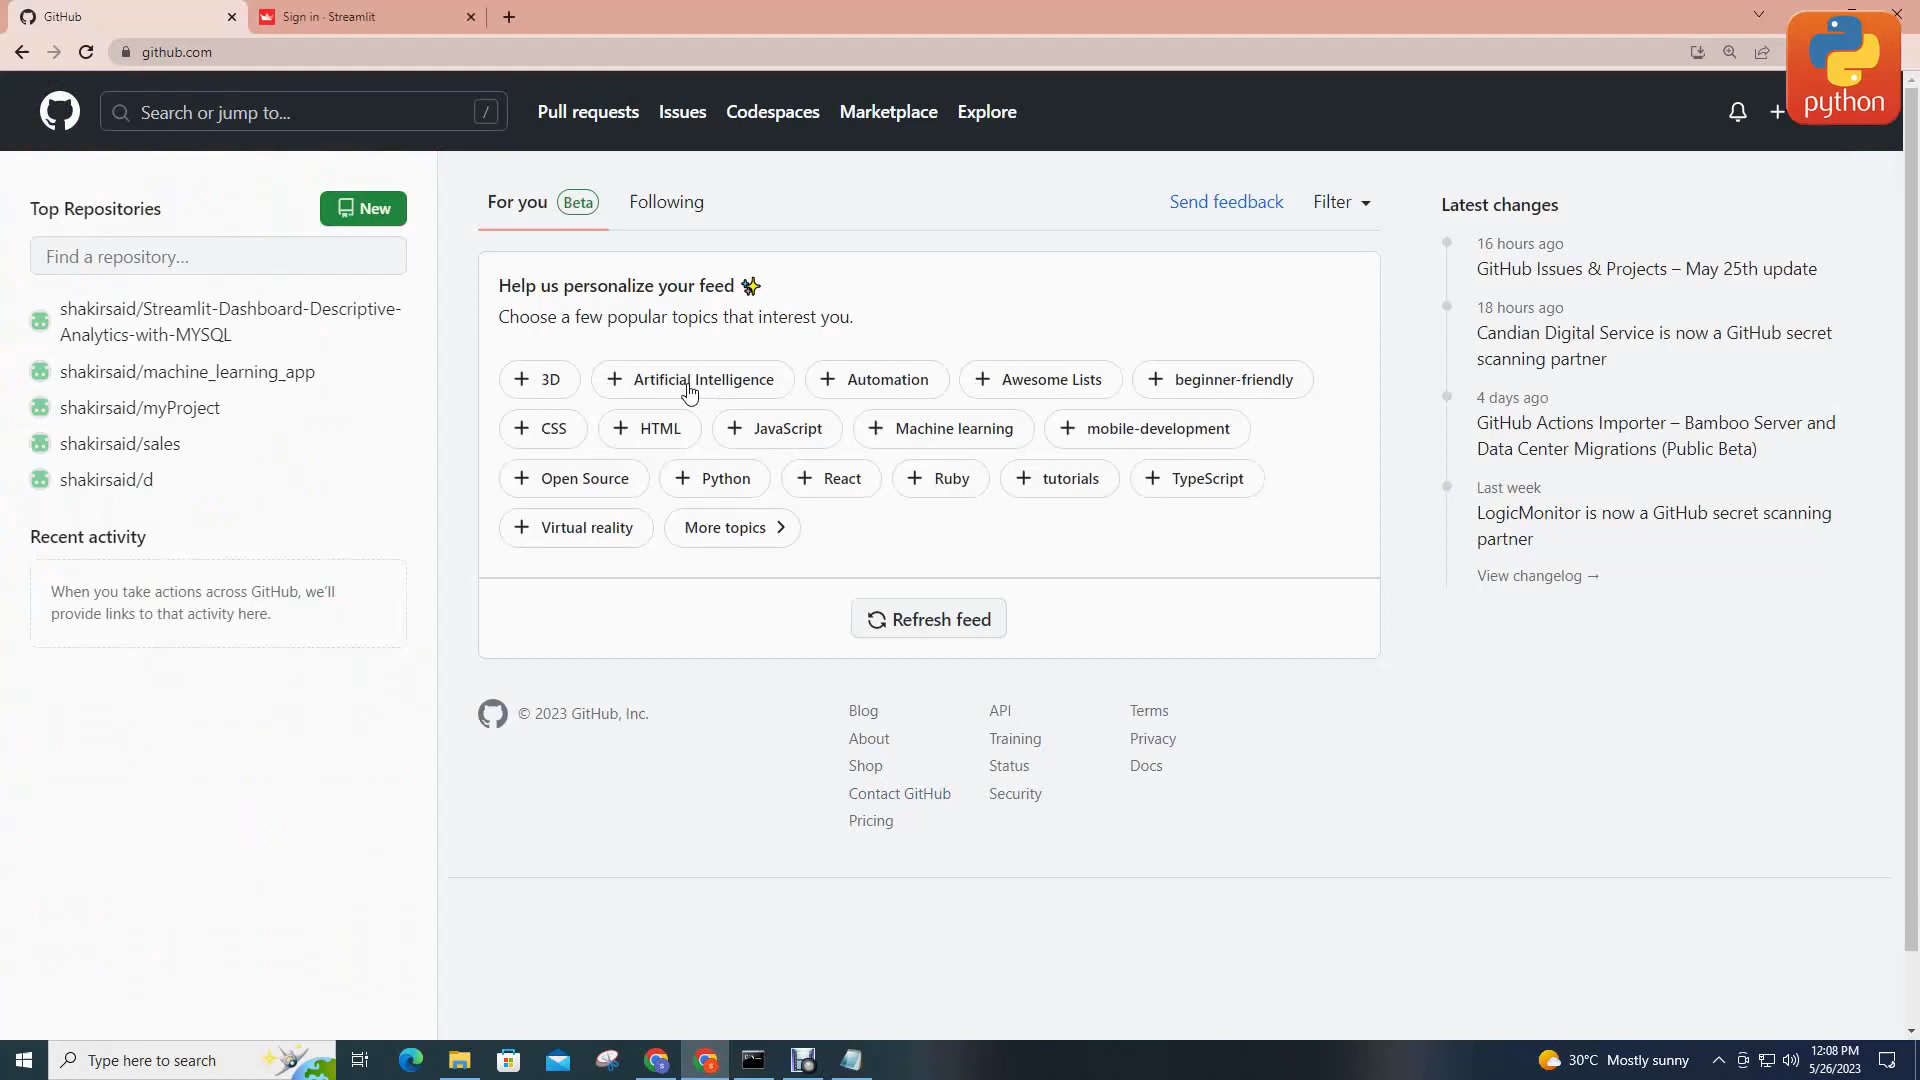 GitHub
Sign in · Streamlit
github.com
python
Search or jump to...
/
Pull requests
Issues
Codespaces
Marketplace
Explore
Top Repositories
New
Find a repository...
shakirsaid/Streamlit-Dashboard-Descriptive-
Analytics-with-MYSQL
shakirsaid/machine_learning_app
shakirsaid/myProject
shakirsaid/sales
shakirsaid/d
Recent activity
When you take actions across GitHub, we'll
provide links to that activity here.
For you Beta
Following
Send feedback
Filter
Help us personalize your feed ✨
Choose a few popular topics that interest you.
3D
Artificial Intelligence
Automation
Awesome Lists
beginner-friendly
CSS
HTML
JavaScript
Machine learning
mobile-development
Open Source
Python
React
Ruby
tutorials
TypeScript
Virtual reality
More topics
Refresh feed
© 2023 GitHub, Inc.
Blog
About
Shop
Contact GitHub
Pricing
API
Training
Status
Security
Terms
Privacy
Docs
Latest changes
16 hours ago
GitHub Issues & Projects – May 25th update
18 hours ago
Candian Digital Service is now a GitHub secret
scanning partner
4 days ago
GitHub Actions Importer – Bamboo Server and
Data Center Migrations (Public Beta)
Last week
LogicMonitor is now a GitHub secret scanning
partner
View changelog →
Type here to search
30°C Mostly sunny
12:08 PM
5/26/2023